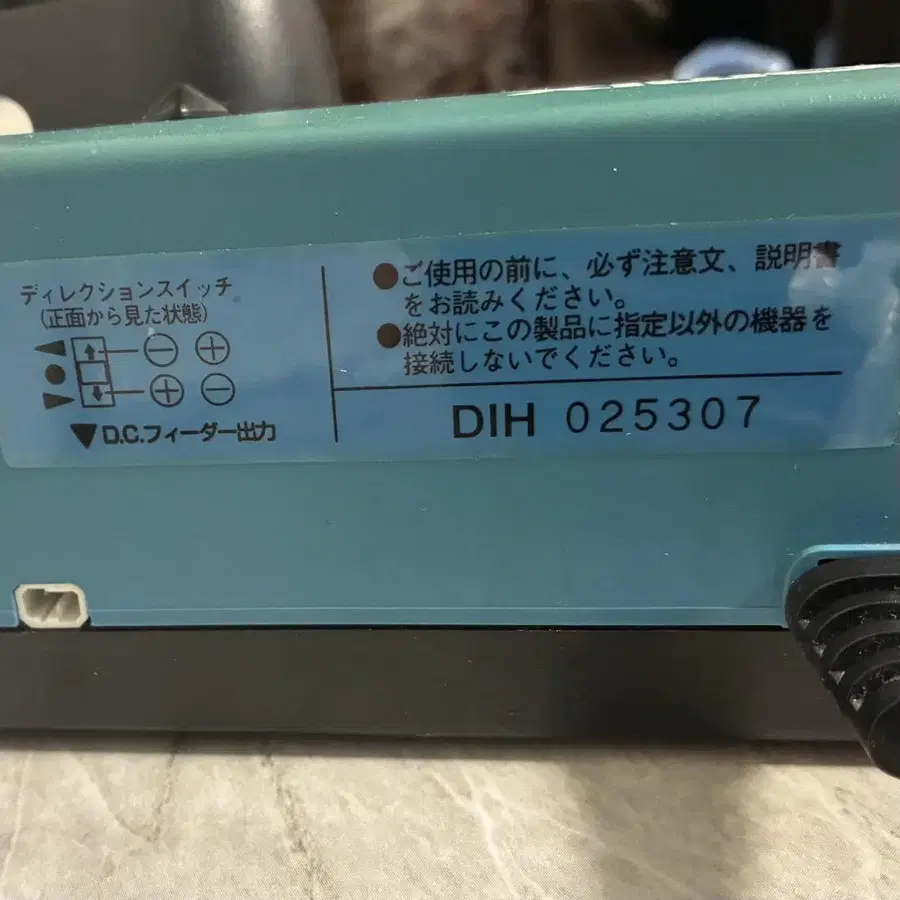 ディレクションスイッチ
(正面から見た状態)
▼D.C.フィーダー出力
●ご使用の前に、必ず注意文、説明書
をお読みください。
●絶対にこの製品に指定以外の機器を
接続しないでください。
DIH 025307